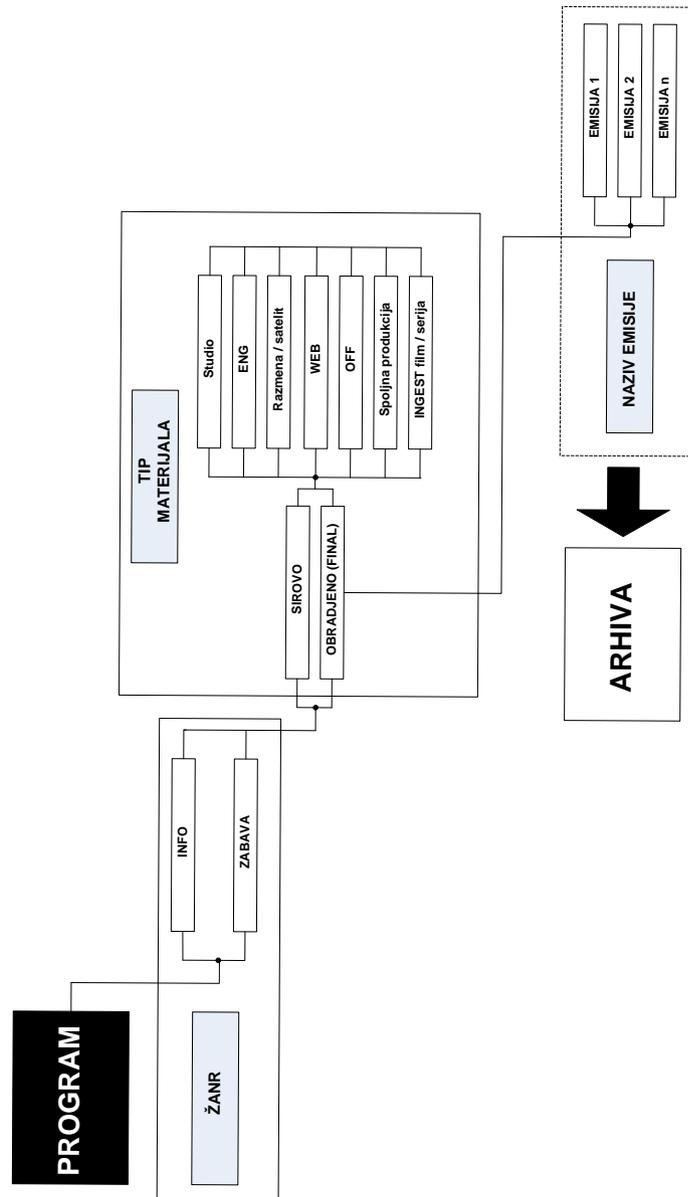 PROGRAM
ŽANR
INFO
ZABAVA
TIP
MATERIJALA
SIROVO
OBRADJENO (FINAL)
Studio
ENG
Razmena / satelit
WEB
OFF
Spoljna produkcija
INGEST film / serija
NAZIV EMISIJE
EMISIJA 1
EMISIJA 2
EMISIJA n
ARHIVA